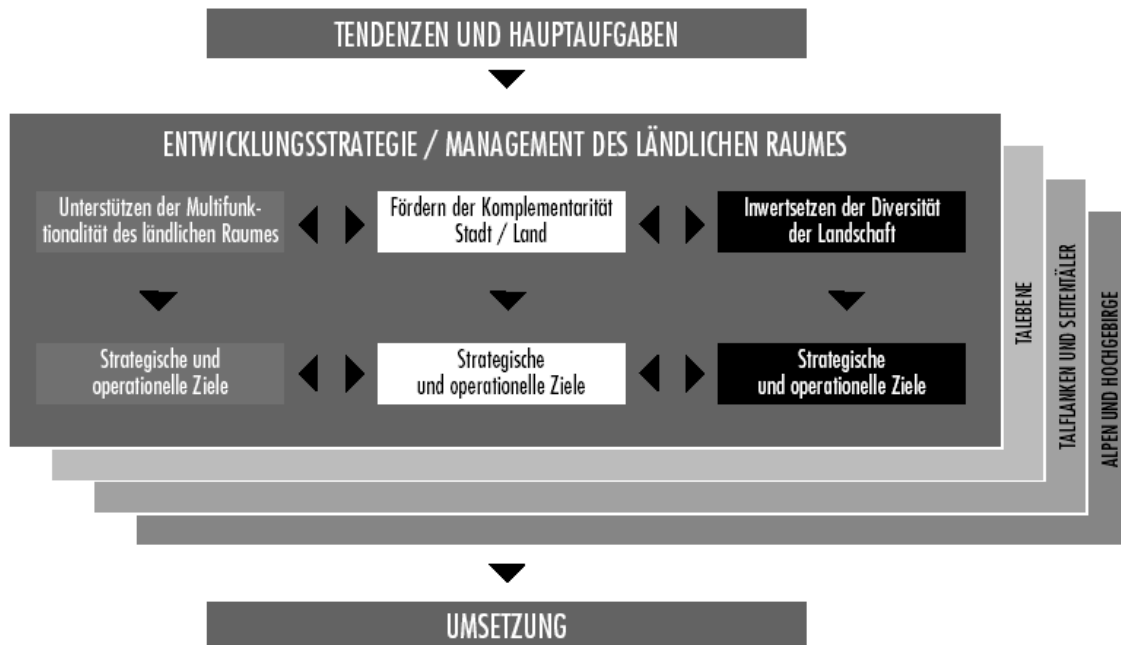 TENDENZEN UND HAUPTAUFGABEN
ENTWICKLUNGSSTRATEGIE / MANAGEMENT DES LÄNDLICHEN RAUMES
Unterstützen der Multifunk-
tionalität des ländlichen Raumes
Fördern der Komplementarität
Stadt / Land
Inwertsetzen der Diversität
der Landschaft
Strategische und
operationelle Ziele
Strategische
und operationelle Ziele
Strategische
und operationelle Ziele
TALEBENE
TALFLANKEN UND SEITENTÄLER
ALPEN UND HOCHGEBIRGE
UMSETZUNG